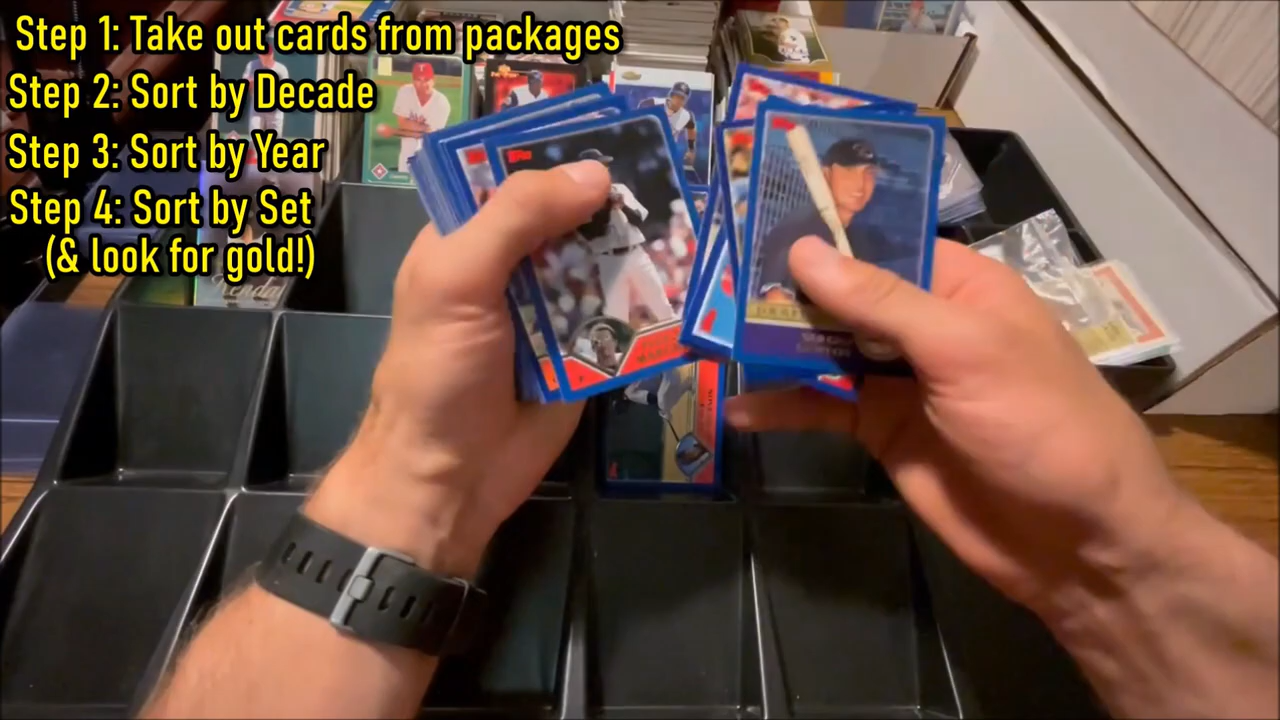 Step 1: Take out cards from packages
Step 2: Sort by Decade
Step 3: Sort by Year
Step 4: Sort by Set
(& look for gold!)
Topps